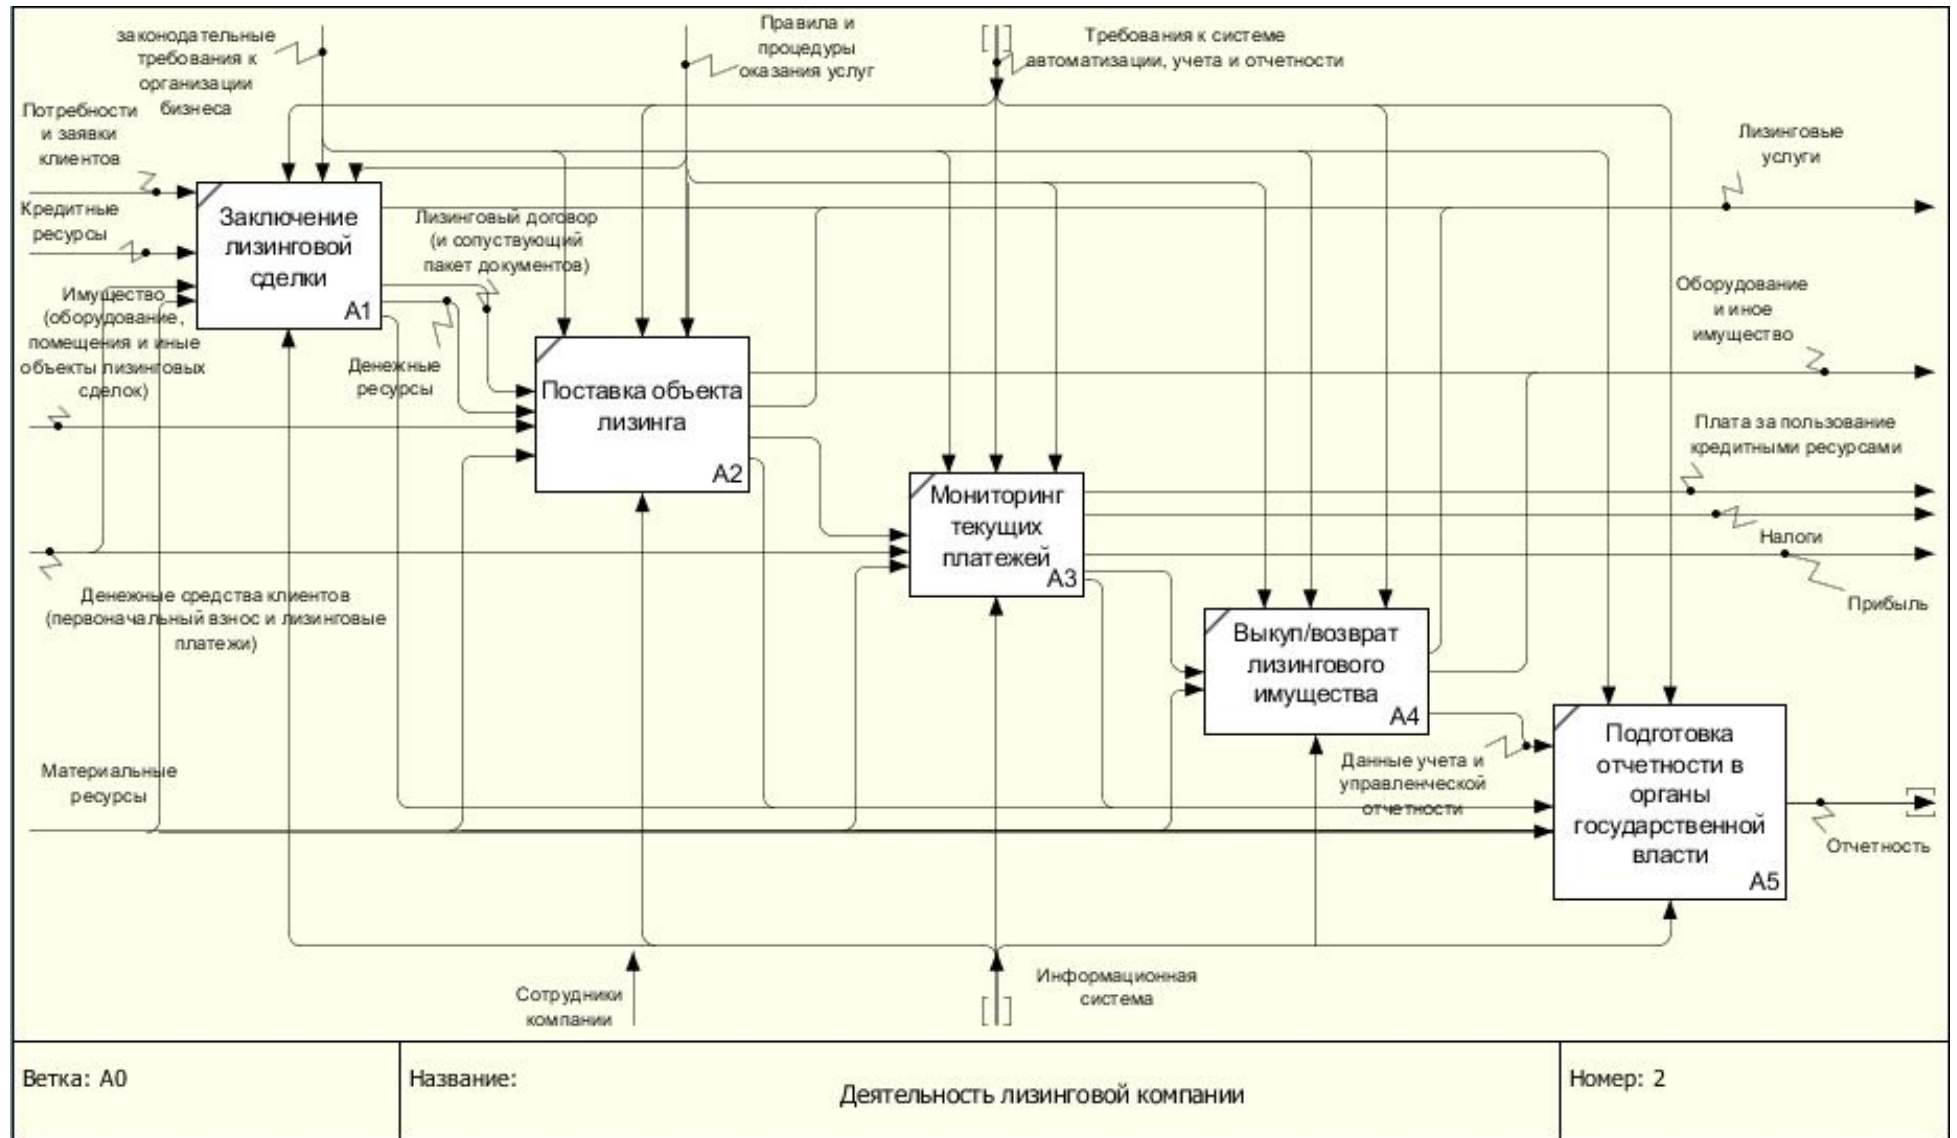 законодательные
требования к
организации
бизнеса
Правила и
процедуры
оказания услуг
Требования к системе
автоматизации, учета и отчетности
Потребности
и заявки
клиентов
Кредитные
ресурсы
Имущество
(оборудование,
помещения и иные
объекты лизинговых
сделок)
Заключение
лизинговой
сделки
A1
Лизинговый договор
(и сопуствующий
пакет документов)
Денежные
ресурсы
Лизинговые
услуги
Оборудование
и иное
имущество
Поставка объекта
лизинга
A2
Плата за пользование
кредитными ресурсами
Мониторинг
текущих
платежей
A3
Налоги
Прибыль
Денежные средства клиентов
(первоначальный взнос и лизинговые
платежи)
Выкуп/возврат
лизингового
имущества
A4
Данные учета и
управленческой
отчетности
Материальные
ресурсы
Подготовка
отчетности в
органы
государственной
власти
A5
Отчетность
Сотрудники
компании
Информационная
система
Ветка: A0
Название:
Деятельность лизинговой компании
Номер: 2